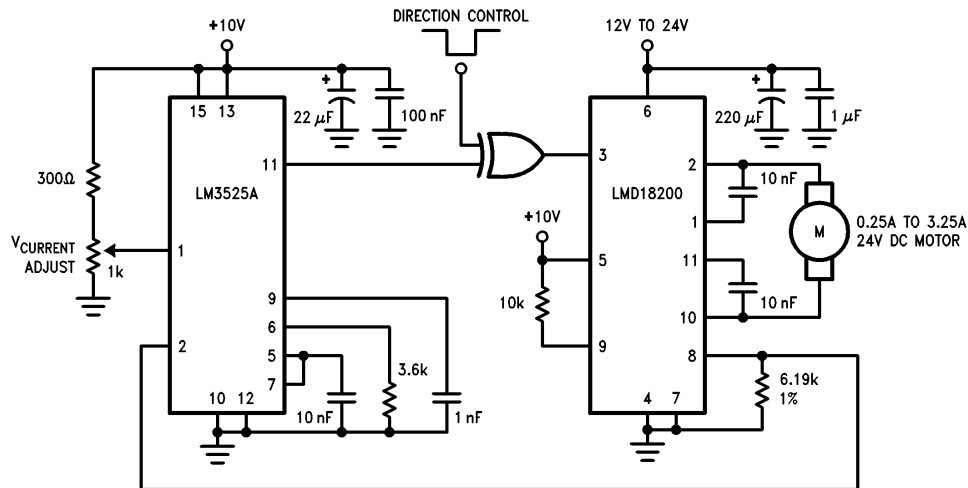 DIRECTION CONTROL
+10V
12V TO 24V
15 13
+
22 µF
100 nF
6
+
220 µF
1 µF
11
3
2
10 nF
300Ω
LM3525A
LMD18200
1
M
0.25A TO 3.25A
24V DC MOTOR
+10V
VCURRENT
ADJUST
1k
1
5
11
10 nF
9
10k
10
6
2
9
8
5
3.6k
6.19k
1%
7
10 12
10 nF
1 nF
4 7